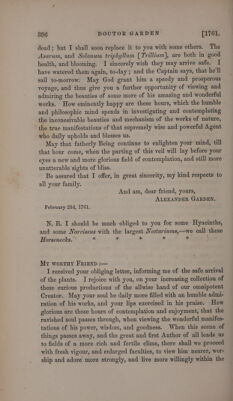 396 DOCTOR GARDEN [1761.
dead; but I shall soon replace it to you with some others. The
Asarum, and Solanum triphyllum [Trillium], are both in good
health, and blooming. I sincerely wish they may arrive safe. I
have watered them again, to-day; and the Captain says, that he'll
sail to-morrow. May God grant him a speedy and prosperous
voyage, and thus give you a further opportunity of viewing and
admiring the beauties of some more of his amazing and wonderful
works. How eminently happy are those hours, which the humble
and philosophic mind spends in investigating and contemplating
the inconceivable beauties and mechanism of the works of nature,
the true manifestations of that supremely wise and powerful Agent
who daily upholds and blesses us.
May that fatherly Being continue to enlighten your mind, till
that hour come, when the parting of this veil will lay before your
eyes a new and more glorious field of contemplation, and still more
unutterable sights of bliss.
Be assured that I offer, in great sincerity, my kind respects to
all your family.
And am, dear friend, yours,
ALEXANDER GARDEN.
February 23d, 1761.
N. B. I should be much obliged to you for some Hyacinths,
and some Narcissus with the largest Nectariums,—we call these
Horsenecks. * * * * * *
MY WORTHY FRIEND:—
I received your obliging letter, informing me of the safe arrival
of the plants. I rejoice with you, on your increasing collection of
these curious productions of the allwise hand of our omnipotent
Creator. May your soul be daily more filled with an humble admi-
ration of his works, and your lips exercised in his praise. How
glorious are those hours of contemplation and enjoyment, that the
ravished soul passes through, when viewing the wonderful manifes-
tations of his power, wisdom, and goodness. When this scene of
things passes away, and the great and first Author of all leads us
to fields of a more rich and fertile clime, there shall we proceed
with fresh vigour, and enlarged faculties, to view him nearer, wor-
ship and adore more strongly, and live more willingly within the